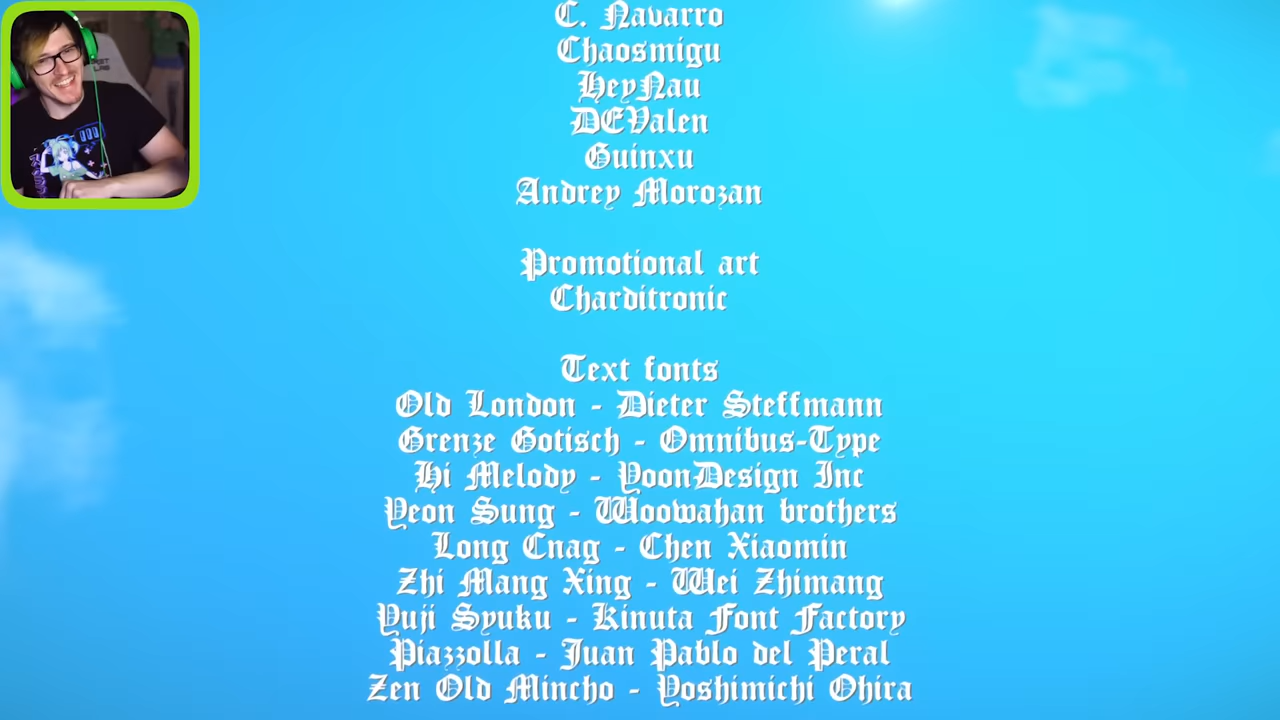 C. Navarro
Chaosmigu
HeyNau
DEValen
Guinxu
Andrey Morozan
Promotional art
Charditronic
Text fonts
Old London - Dieter Steffmann
Grenze Gotisch - Omnibus-Type
Hi Melody - YoonDesign Inc
Yeon Sung - Woowahan brothers
Long Cnag - Chen Xiaomin
Zhi Mang Xing - Wei Zhimang
Yuji Syuku - Kinuta Font Factory
Piazzolla - Juan Pablo del Peral
Zen Old Mincho - Yoshimichi Ohira